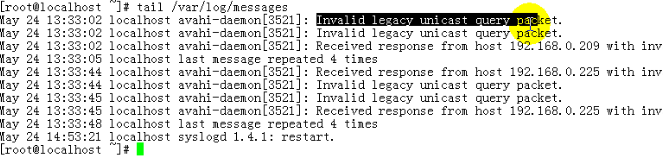 [root@localhost ~]# tail /var/log/messages
May 24 13:33:02 localhost avahi-daemon[3521]: Invalid legacy unicast query packet.
May 24 13:33:02 localhost avahi-daemon[3521]: Invalid legacy unicast query packet.
May 24 13:33:02 localhost avahi-daemon[3521]: Received response from host 192.168.0.209 with inv
May 24 13:33:05 localhost last message repeated 4 times
May 24 13:33:44 localhost avahi-daemon[3521]: Received response from host 192.168.0.225 with inv
May 24 13:33:44 localhost avahi-daemon[3521]: Invalid legacy unicast query packet.
May 24 13:33:45 localhost avahi-daemon[3521]: Invalid legacy unicast query packet.
May 24 13:33:45 localhost avahi-daemon[3521]: Received response from host 192.168.0.225 with inv
May 24 13:33:48 localhost last message repeated 4 times
May 24 14:53:21 localhost syslogd 1.4.1: restart.
[root@localhost ~]#